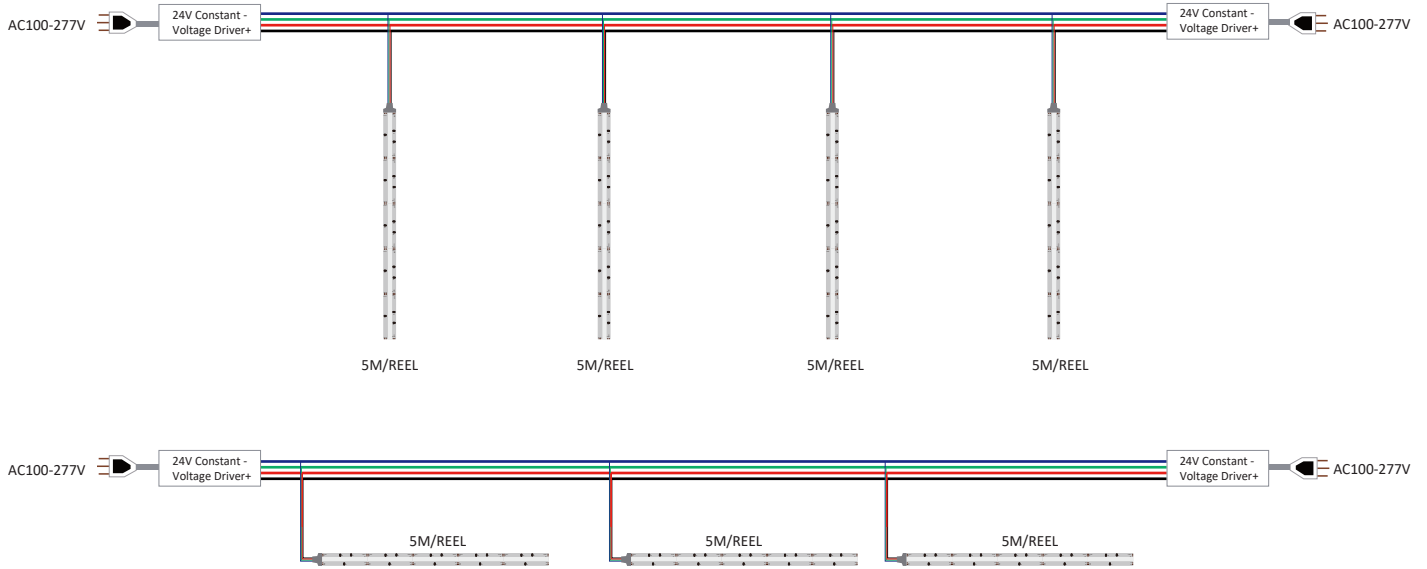 AC100-277V
24V Constant -
Voltage Driver+
24V Constant -
Voltage Driver+
AC100-277V
5M/REEL
5M/REEL
5M/REEL
5M/REEL
AC100-277V
24V Constant -
Voltage Driver+
24V Constant -
Voltage Driver+
AC100-277V
5M/REEL
5M/REEL
5M/REEL